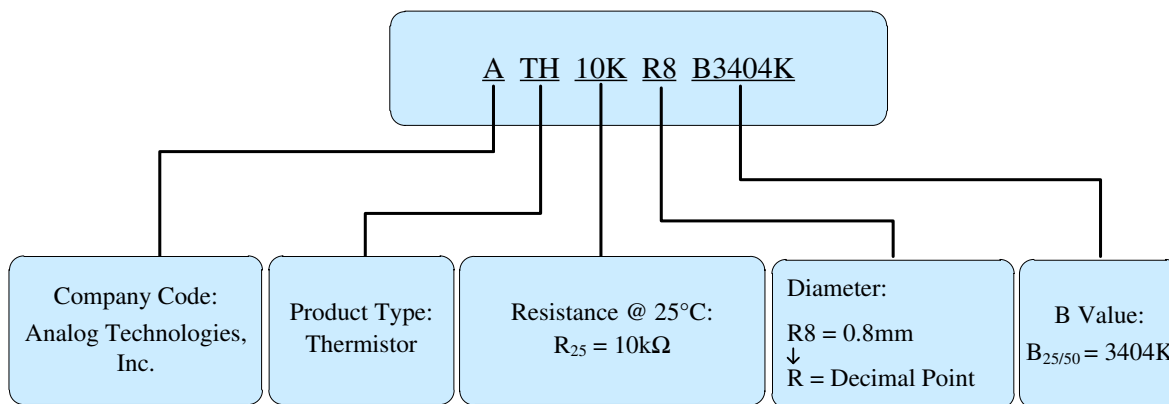 A TH 10K R8 B3404K
Company Code:
Analog Technologies,
Inc.
Product Type:
Thermistor
Resistance @ 25°C:
R25 = 10kΩ
Diameter:
R8 = 0.8mm
↓
R = Decimal Point
B Value:
B25/50 = 3404K